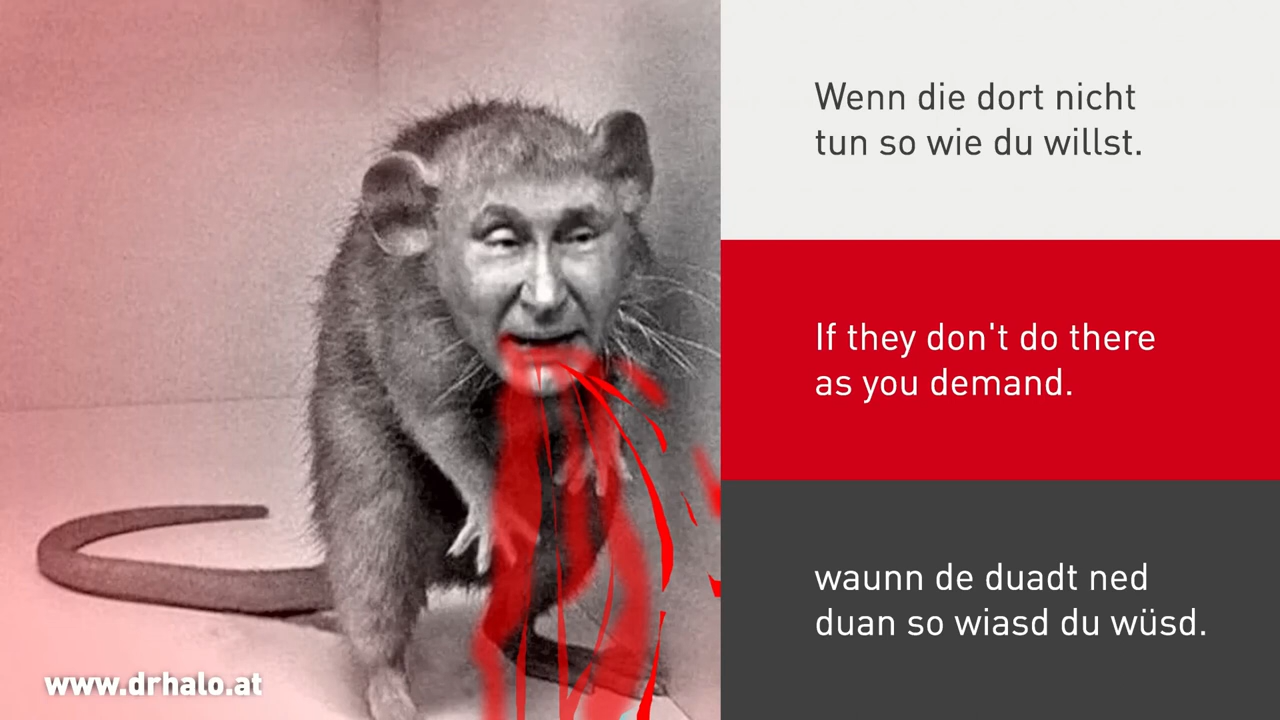 Wenn die dort nicht
tun so wie du willst.
If they don't do there
as you demand.
waunn de duadt ned
duan so wiasd du wüsd.
www.drhalo.at